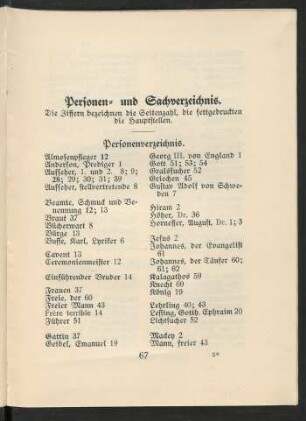 Personen- und Sachverzeichnis.
Die Ziffern bezeichnen die Seitenzahl, die fettgedruckten
die Hauptstellen.
Personenverzeichnis.
Almosenpfleger 12
Anderson, Prediger 1
Aufseher, 1. und 2. 8; 9;
28; 29; 30; 31; 39; 43
Aufseher, stellvertretende 8
Beamte, Schmuck und Be-
nennung 12; 13
Braut 37
Bücherwart 8
Bürge 13
Busse, Karl, Lyriker 6
Cavent 13
Ceremonienmeister 12
Einführender Bruder 14
Frauen 37
Freie, der 60
Freier Mann 43
Frère terrible 14
Führer 51
Gattin 37
Geibel, Emanuel 19
Georg III. von England 1
Gott 51; 53; 54
Gralsucher 52
Griechen 45
Gustav Adolf von Schwe-
den 7
Hiram 2
Höher, Dr. 36
Horneffer, August, Dr. 1; 3
Jesus 2
Johannes, der Evangelist
61
Johannes, der Täufer 60;
61; 62
Kalagathos 59
Knecht 60
König 19
Lehrling 40; 43
Lessing, Gotth. Ephraim 20
Lichtsucher 52
Mackey 2
Mann, freier 43
67
5*